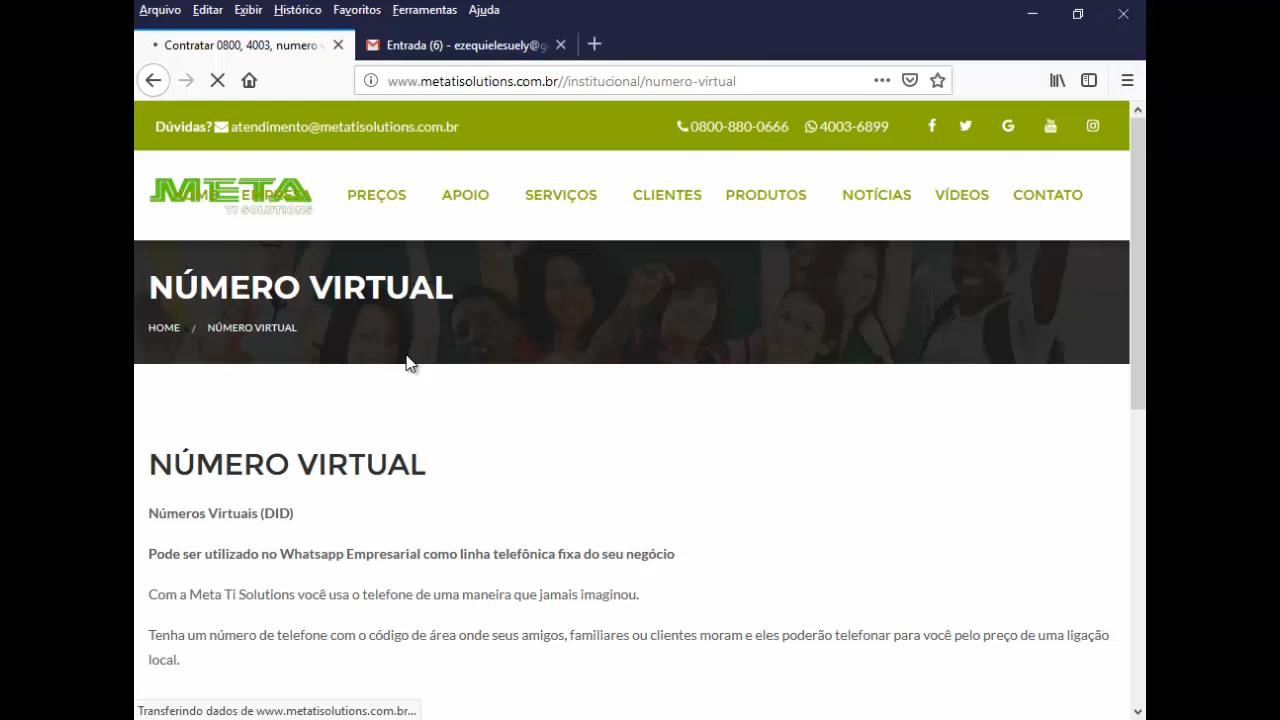 Arquivo Editar Exibir Histórico Favoritos Ferramentas Ajuda
Contratar 0800, 4003, numero
Entrada (6) - ezequielesuely@g
www.metatisolutions.com.br//institucional/numero-virtual
Dúvidas? atendimento@metatisolutions.com.br 0800-880-0666 4003-6899
META
TI SOLUTIONS
HOME EMPRESA PREÇOS APOIO SERVIÇOS CLIENTES PRODUTOS NOTÍCIAS VÍDEOS CONTATO
NÚMERO VIRTUAL
HOME / NÚMERO VIRTUAL
NÚMERO VIRTUAL
Números Virtuais (DID)
Pode ser utilizado no Whatsapp Empresarial como linha telefônica fixa do seu negócio
Com a Meta Ti Solutions você usa o telefone de uma maneira que jamais imaginou.
Tenha um número de telefone com o código de área onde seus amigos, familiares ou clientes moram e eles poderão telefonar para você pelo preço de uma ligação
local.
Transferindo dados de www.metatisolutions.com.br...